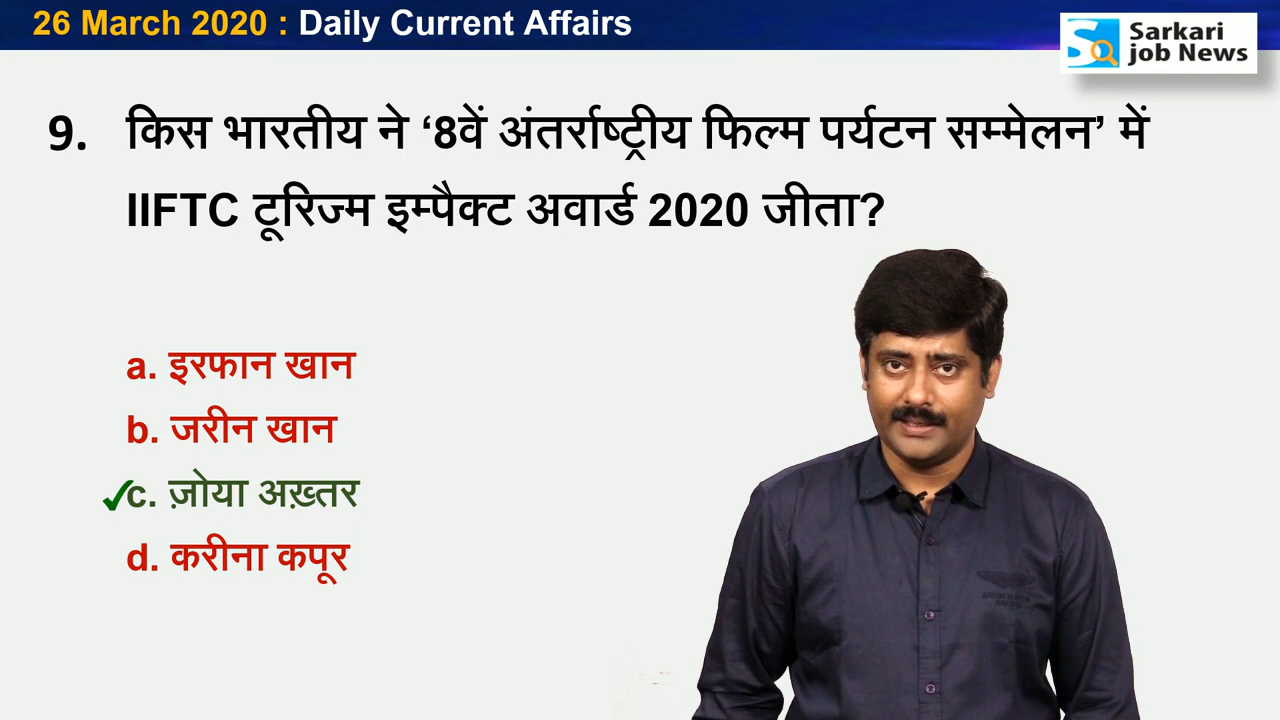 26 March 2020 : Daily Current Affairs
Sarkari
job News
9. किस भारतीय ने ‘8वें अंतर्राष्ट्रीय फिल्म पर्यटन सम्मेलन’ में
IIFTC टूरिज्म इम्पैक्ट अवार्ड 2020 जीता?
a. इरफान खान
b. जरीन खान
✓c. ज़ोया अख़्तर
d. करीना कपूर